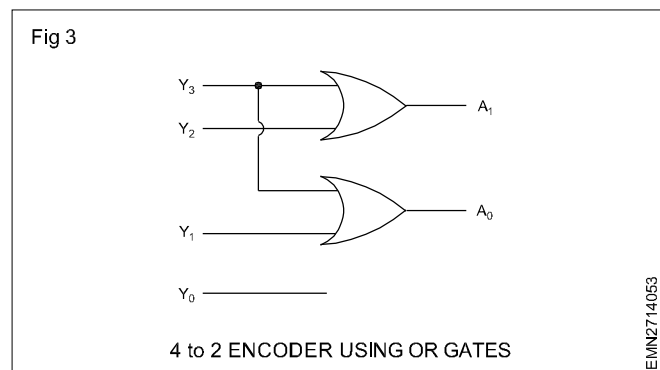 Fig 3
Y₃
A₁
Y₂
A₀
Y₁
Y₀
4 to 2 ENCODER USING OR GATES
EMN2714053